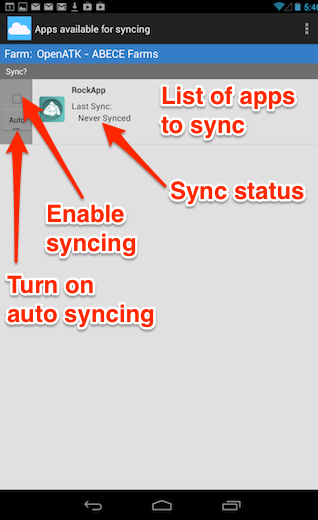 5:46
Apps available for syncing
Farm: OpenATK - ABECE Farms
Sync?
RockApp
Last Sync:
Never Synced
Auto
List of apps
to sync
Sync status
Enable
syncing
Turn on
auto syncing